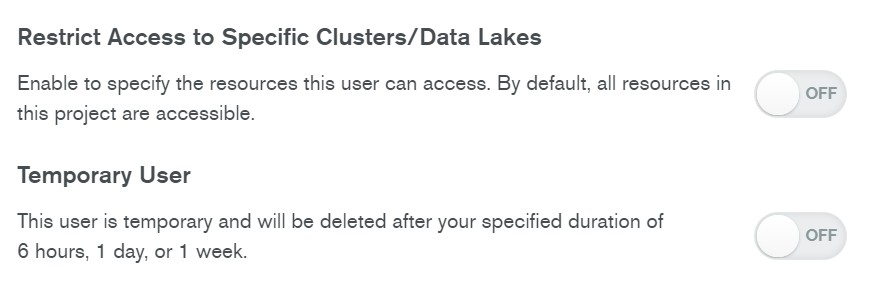 Restrict Access to Specific Clusters/Data Lakes
Enable to specify the resources this user can access. By default, all resources in
this project are accessible.
OFF
Temporary User
This user is temporary and will be deleted after your specified duration of
6 hours, 1 day, or 1 week.
OFF